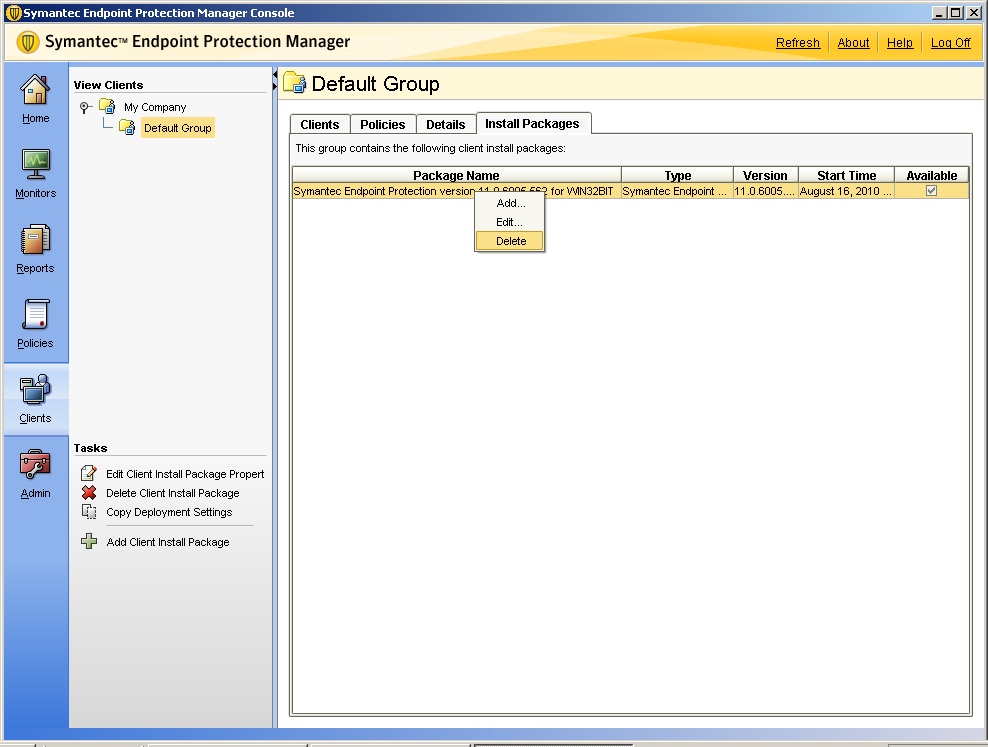 Symantec Endpoint Protection Manager Console
Symantec™ Endpoint Protection Manager
Refresh About Help Log Off
Home
Monitors
Reports
Policies
Clients
Admin
View Clients
My Company
Default Group
Tasks
Edit Client Install Package Propert
Delete Client Install Package
Copy Deployment Settings
Add Client Install Package
Default Group
Clients Policies Details Install Packages
This group contains the following client install packages:
Package Name Type Version Start Time Available
Symantec Endpoint Protection version 11.0.6005.562 for WIN32BIT Symantec Endpoint ... 11.0.6005.... August 16, 2010 ...
Add...
Edit...
Delete